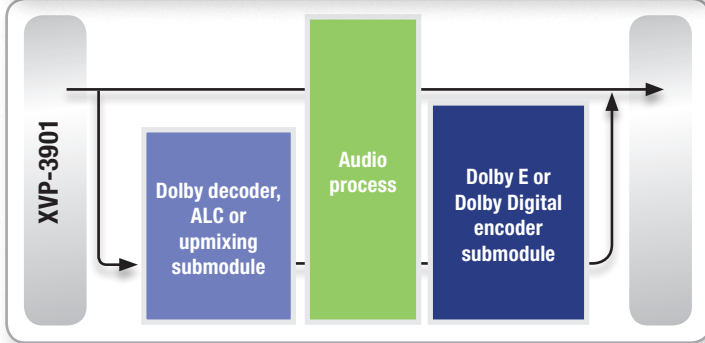 XVP-3901
Dolby decoder,
ALC or
upmixing
submodule
Audio
process
Dolby E or
Dolby Digital
encoder
submodule